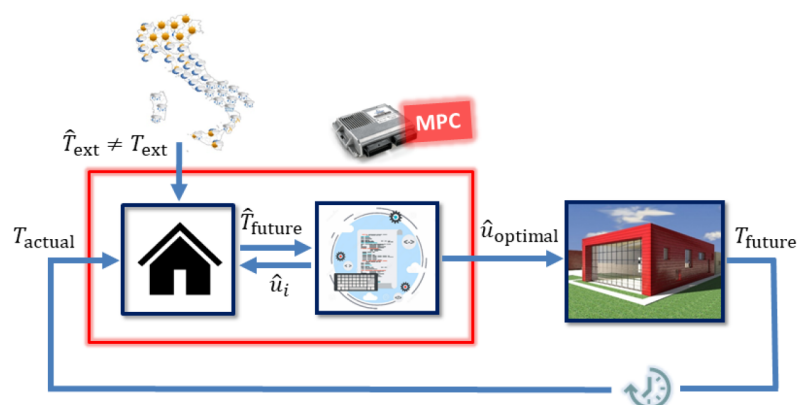 MPC
T̂ext ≠ Text
Tactual
T̂future
ûi
ûoptimal
Tfuture